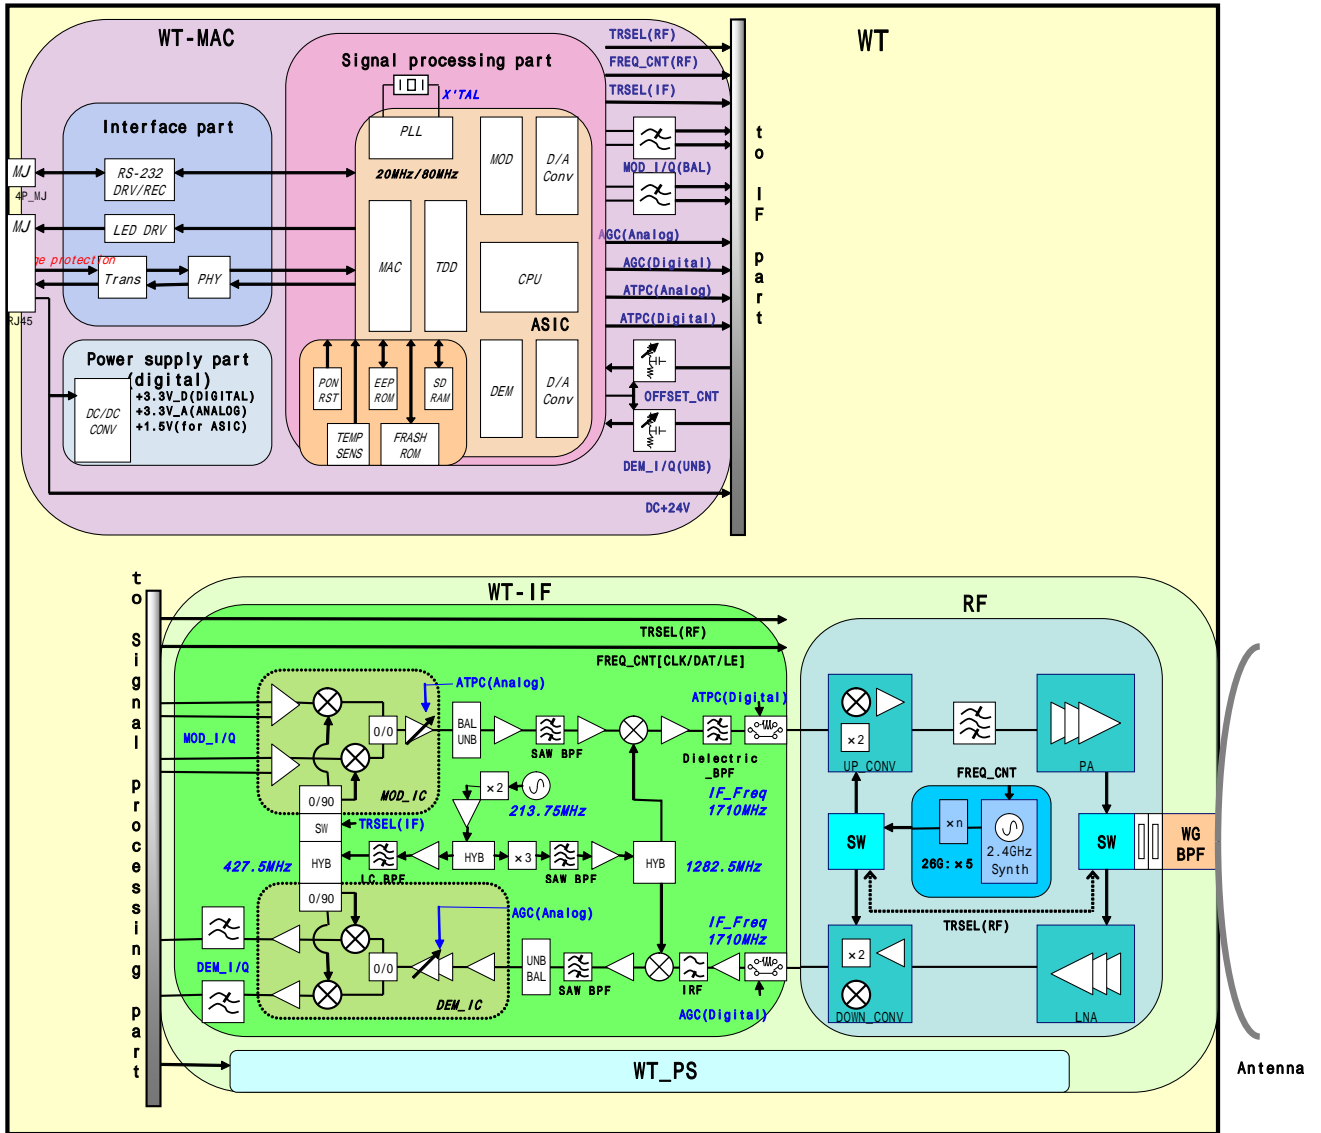 WT-MAC
WT
Signal processing part
X'TAL
Interface part
PLL
20MHz/80MHz
MOD
D/A
Conv
MJ
4P_MJ
RS-232
DRV/REC
MJ
LED DRV
ge protection
Trans
PHY
RJ45
MAC
TDD
CPU
ASIC
Power supply part
(digital)
+3.3V_D(DIGITAL)
+3.3V_A(ANALOG)
+1.5V(for ASIC)
DC/DC
CONV
PON
RST
EEP
ROM
SD
RAM
TEMP
SENS
FRASH
ROM
DEM
D/A
Conv
TRSEL(RF)
FREQ_CNT(RF)
TRSEL(IF)
MOD_I/Q(BAL)
AGC(Analog)
AGC(Digital)
ATPC(Analog)
ATPC(Digital)
OFFSET_CNT
DEM_I/Q(UNB)
DC+24V
to IF part
to Signal processing part
WT-IF
RF
TRSEL(RF)
FREQ_CNT[CLK/DAT/LE]
ATPC(Analog)
ATPC(Digital)
MOD_I/Q
0/0
BAL
UNB
SAW BPF
Dielectric
_BPF
MOD_IC
×2
213.75MHz
IF_Freq
1710MHz
0/90
SW
TRSEL(IF)
HYB
427.5MHz
LC BPF
HYB
×3
SAW BPF
HYB
1282.5MHz
0/90
AGC(Analog)
IF_Freq
1710MHz
DEM_I/Q
0/0
DEM_IC
UNB
BAL
SAW BPF
IRF
AGC(Digital)
×2
UP_CONV
PA
FREQ_CNT
SW
×n
26G:×5
2.4GHz
Synth
SW
WG
BPF
TRSEL(RF)
×2
DOWN_CONV
LNA
WT_PS
Antenna